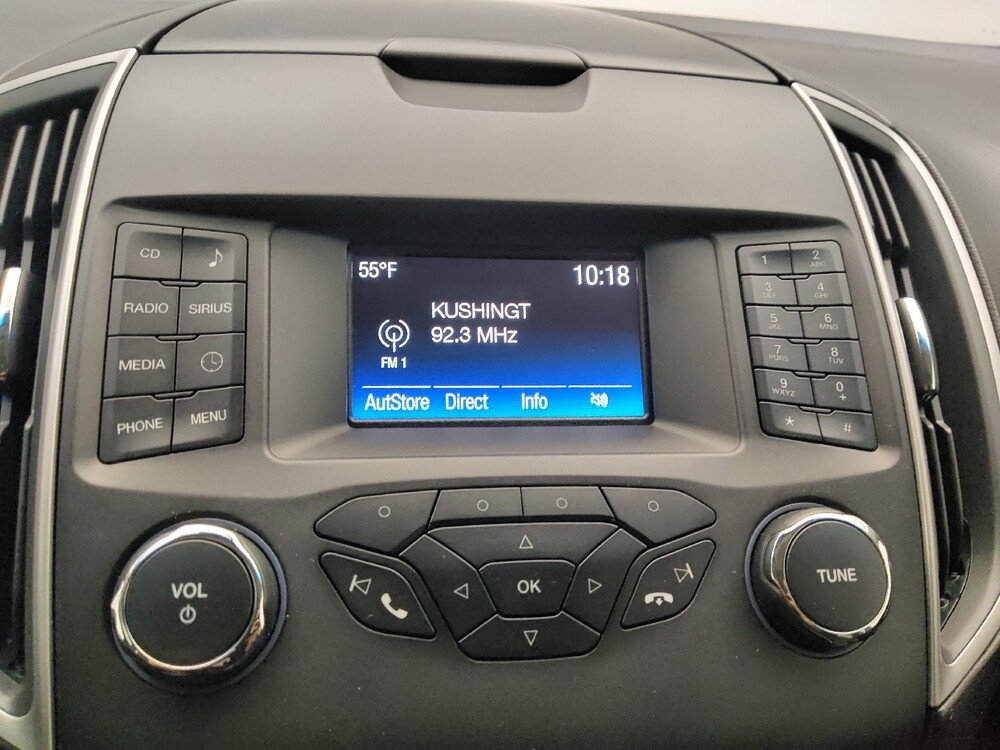 55°F 10:18
KUSHINGT
92.3 MHz
FM 1
AutStore Direct Info
CD
RADIO SIRIUS
MEDIA
PHONE MENU
1 2 ABC
3 DEF 4 GHI
5 JKL 6 MNO
7 PQRS 8 TUV
9 WXYZ 0 +
* #
VOL
OK
TUNE